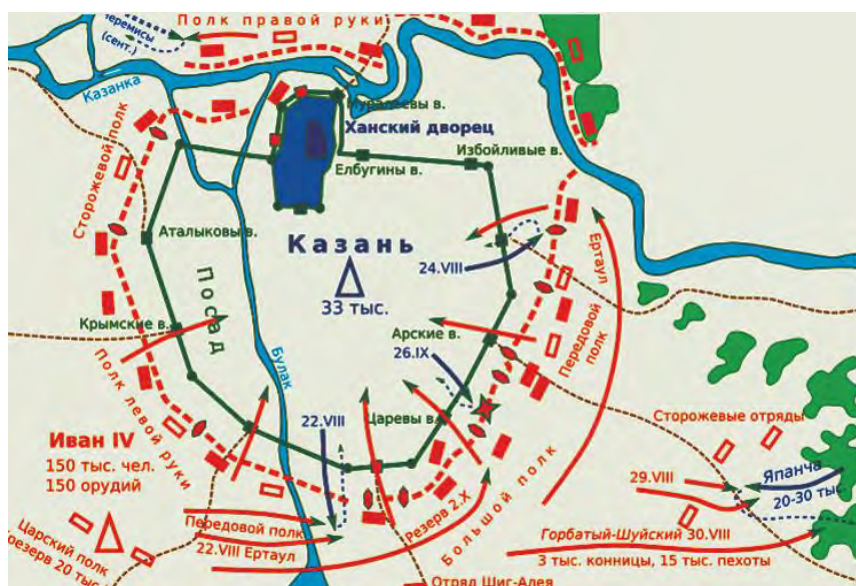 Полк правой руки
(сент.)
Казанка
Муралеевы в.
Ханский дворец
Избойливые в.
Елбугины в.
Сторожевой полк
Аталыковы в.
Казань
33 тыс.
24.VIII
Ертаул
Посад
Крымские в.
Арские в.
26.IX
Передовой
полк
Булак
Полк левой руки
22.VIII
Царевы в.
Сторожевые отряды
Иван IV
150 тыс. чел.
150 орудий
29.VIII
Япанча
20-30 тыс.
Большой полк
Резерв 2.X
Царский полк
20 тыс.
Передовой полк
22.VIII Ертаул
Горбатый-Шуйский 30.VIII
3 тыс. конницы, 15 тыс. пехоты
Отряд Шиг-Алея